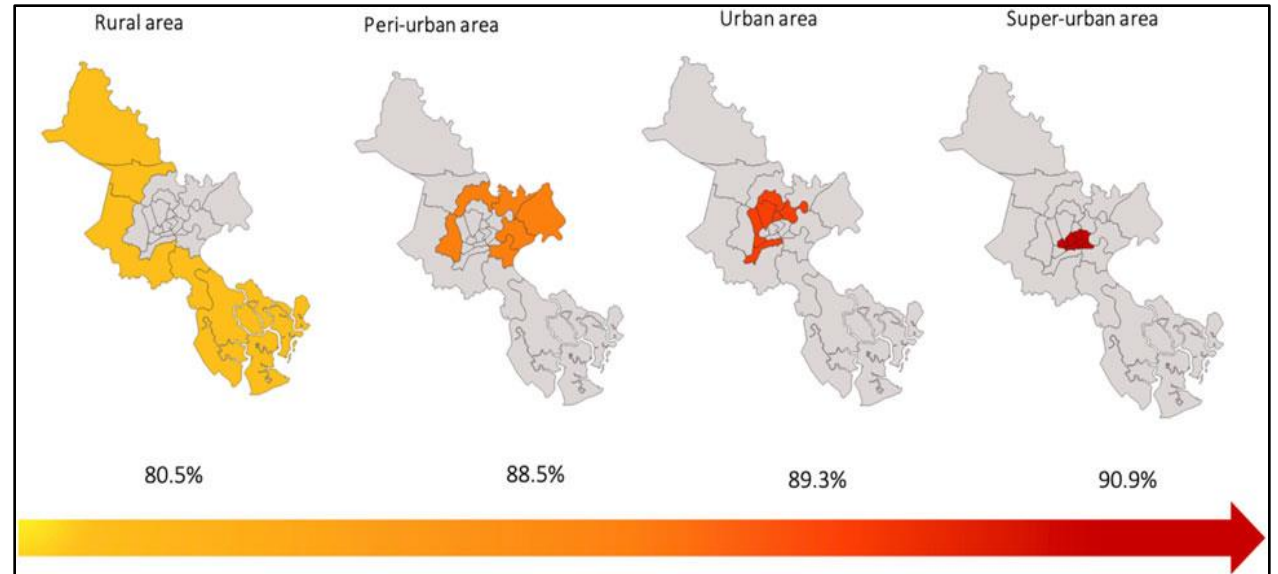 Rural area
Peri-urban area
Urban area
Super-urban area
80.5%
88.5%
89.3%
90.9%